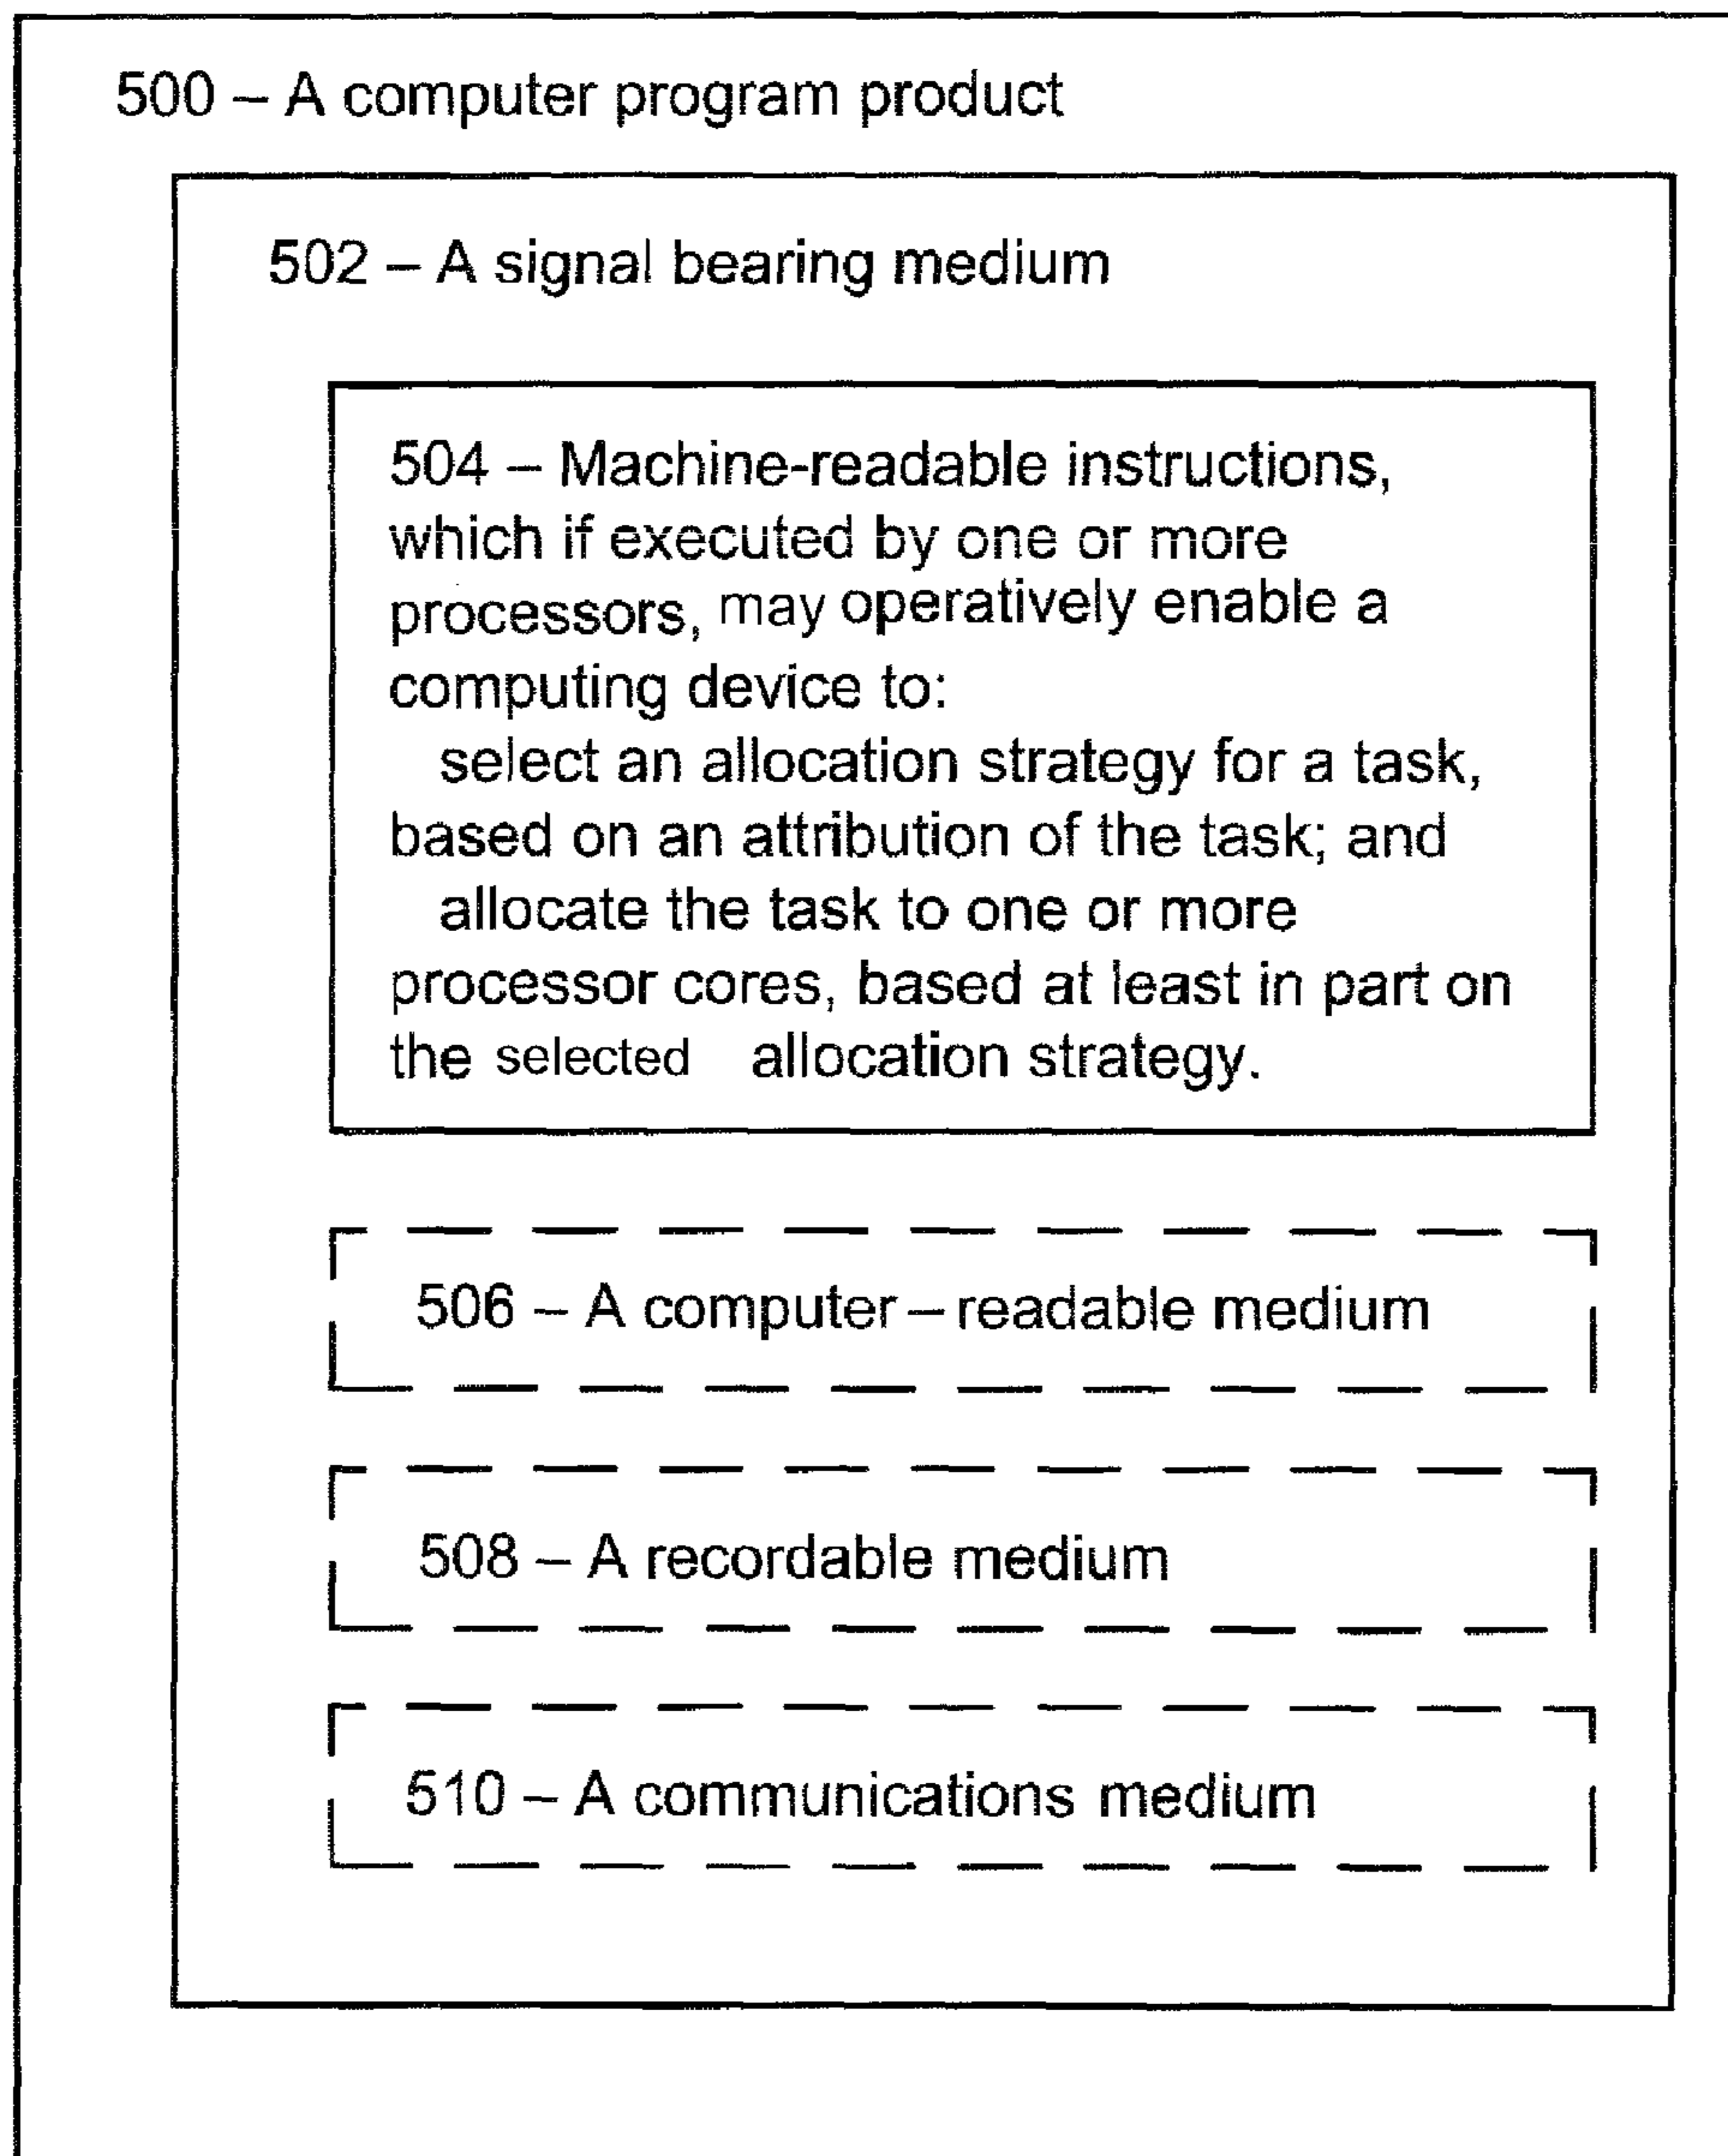 500 – A computer program product
502 – A signal bearing medium
504 – Machine-readable instructions,
which if executed by one or more
processors, may operatively enable a
computing device to:
select an allocation strategy for a task,
based on an attribution of the task; and
allocate the task to one or more
processor cores, based at least in part on
the selected allocation strategy.
506 – A computer – readable medium
508 – A recordable medium
510 – A communications medium